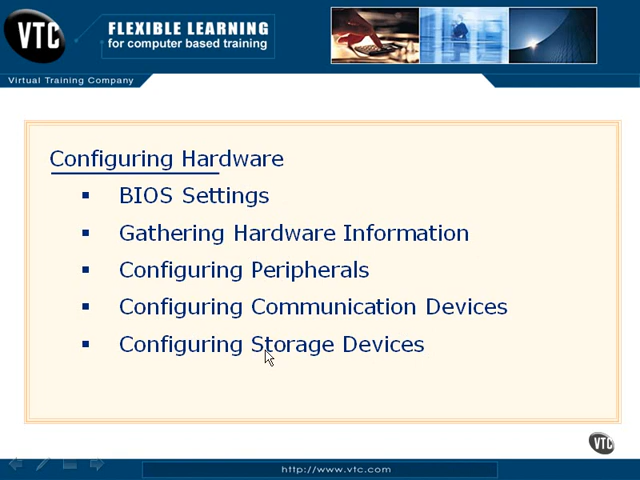 VTC
FLEXIBLE LEARNING
for computer based training
Virtual Training Company
Configuring Hardware
▪ BIOS Settings
▪ Gathering Hardware Information
▪ Configuring Peripherals
▪ Configuring Communication Devices
▪ Configuring Storage Devices
VTC
http://www.vtc.com